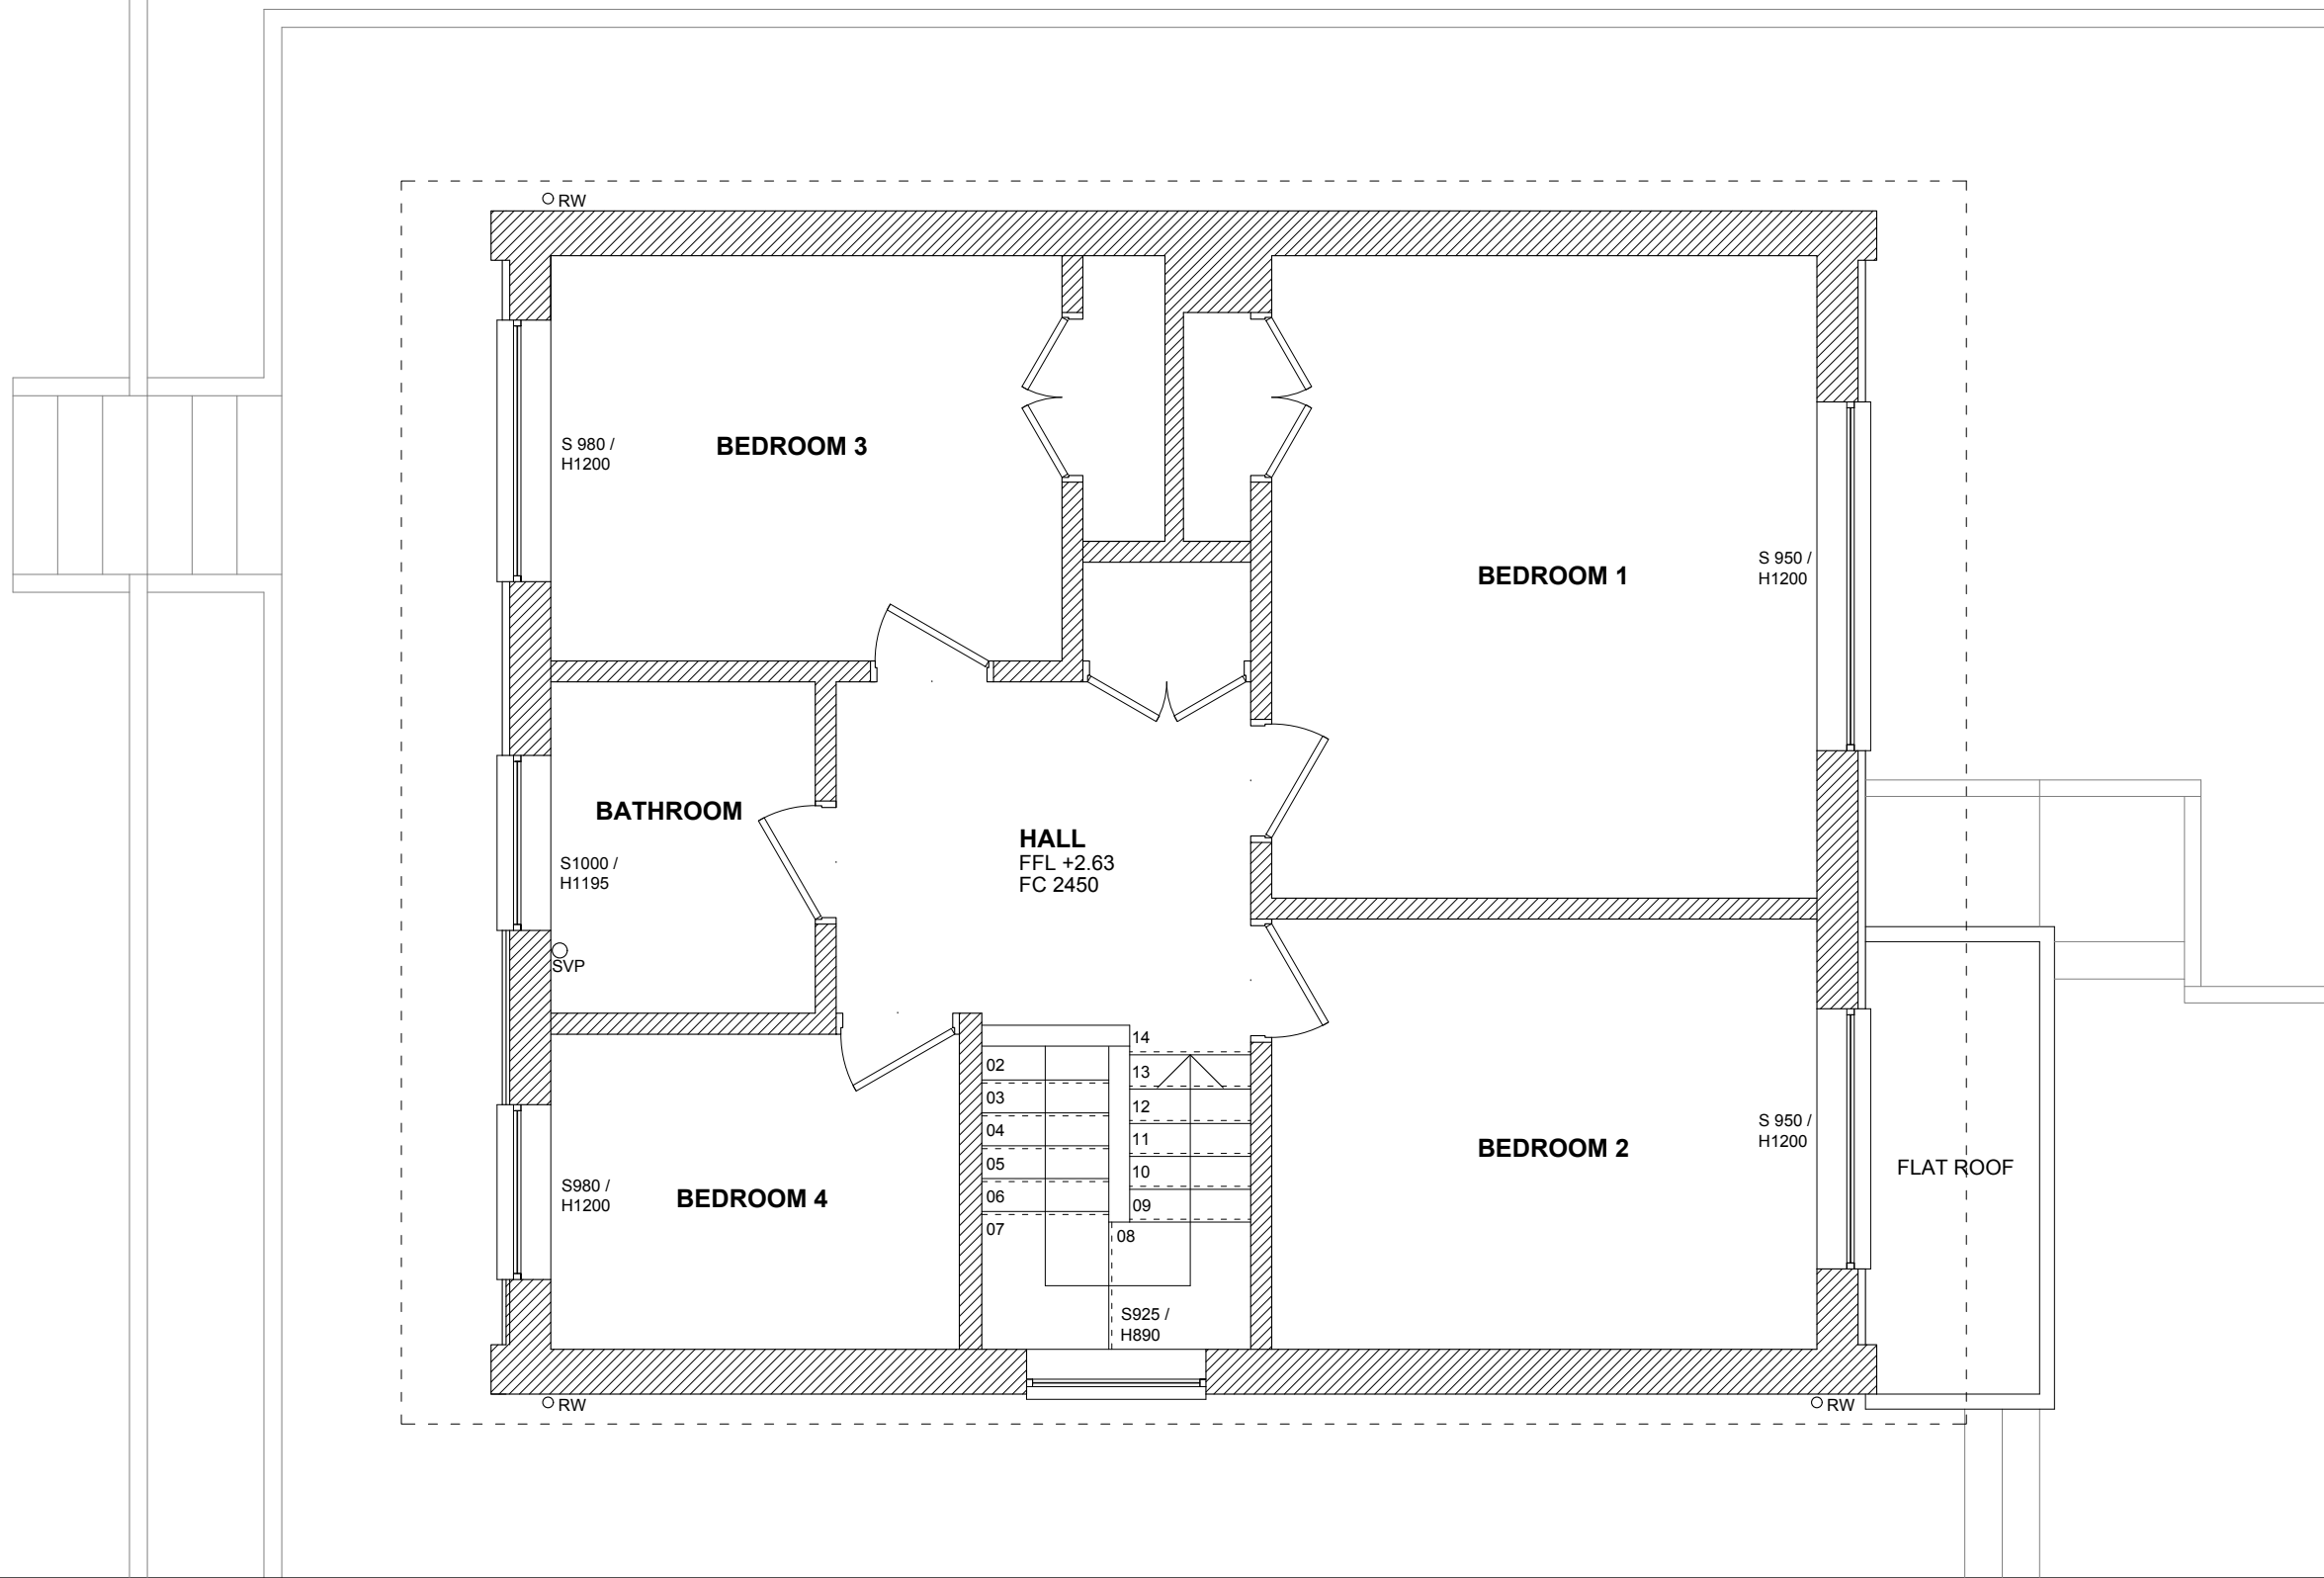 RW
BEDROOM 3
S 980 /
H1200
BEDROOM 1
S 950 /
H1200
BATHROOM
S1000 /
H1195
SVP
HALL
FFL +2.63
FC 2450
14
02
13
03
12
04
11
05
10
06
09
07
08
S925 /
H890
BEDROOM 4
S980 /
H1200
BEDROOM 2
S 950 /
H1200
FLAT ROOF
RW
RW